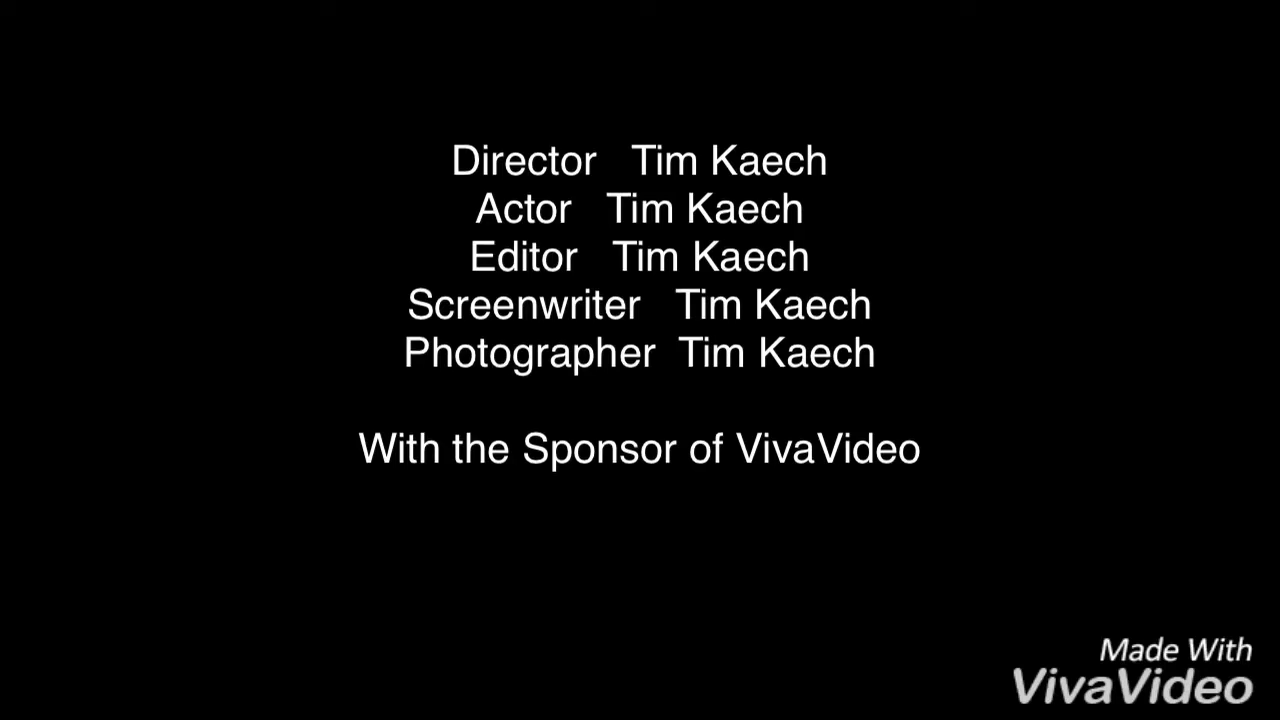 Director Tim Kaech
Actor Tim Kaech
Editor Tim Kaech
Screenwriter Tim Kaech
Photographer Tim Kaech
With the Sponsor of VivaVideo
Made With
VivaVideo